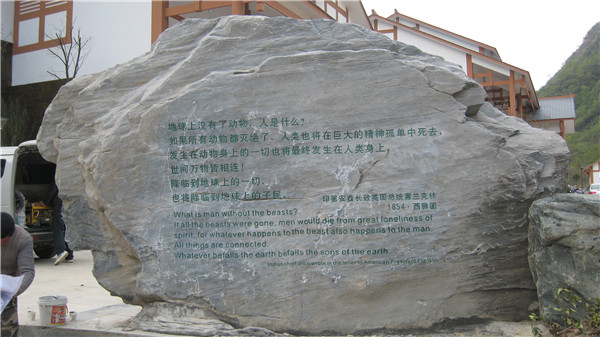 地球上没有了动物，人是什么？
如果所有动物都灭绝了，人类也将在巨大的精神孤单中死去，
发生在动物身上的一切也将最终发生在人类身上，
世间万物皆相连！
降临到地球上的一切，
也将降临到地球上的子民。
印第安酋长致美国总统富兰克林
1854·西雅图
What is man without the beasts?
If all the beasts were gone, men would die from great loneliness of
spirit, for whatever happens to the beast also happens to the man.
All things are connected.
Whatever befalls the earth befalls the sons of the earth.
Indian chief
American President Franklin